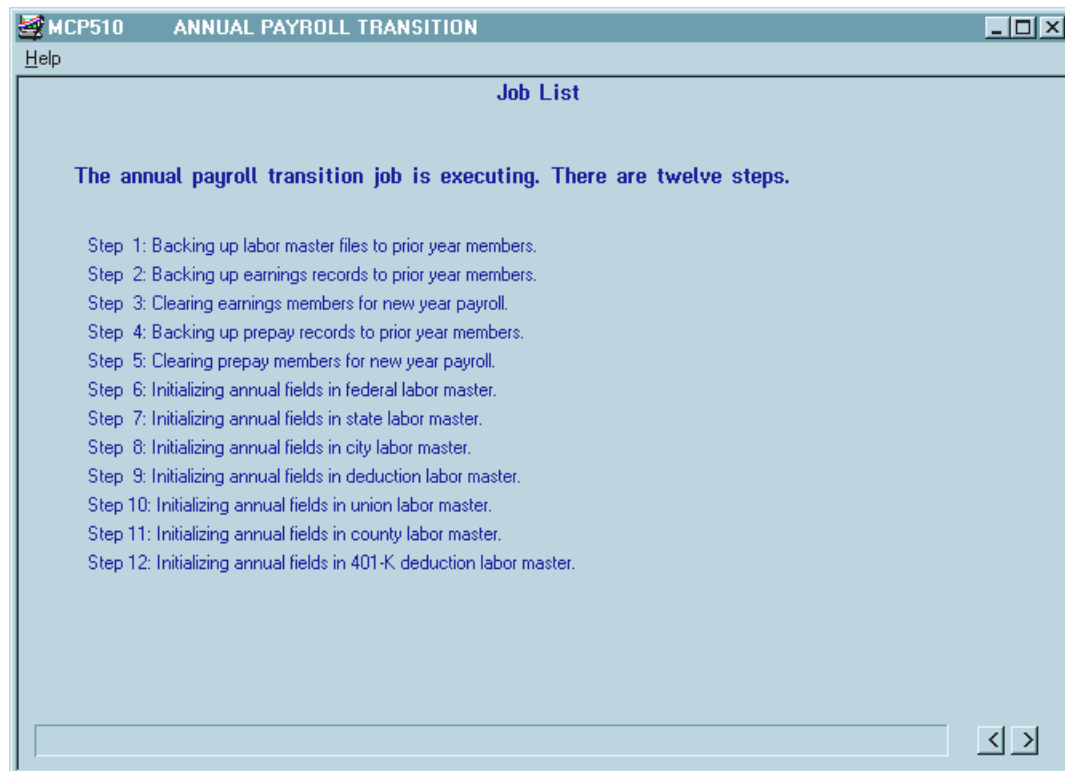 MCP510 ANNUAL PAYROLL TRANSITION
Help
Job List
The annual payroll transition job is executing. There are twelve steps.
Step 1: Backing up labor master files to prior year members.
Step 2: Backing up earnings records to prior year members.
Step 3: Clearing earnings members for new year payroll.
Step 4: Backing up prepay records to prior year members.
Step 5: Clearing prepay members for new year payroll.
Step 6: Initializing annual fields in federal labor master.
Step 7: Initializing annual fields in state labor master.
Step 8: Initializing annual fields in city labor master.
Step 9: Initializing annual fields in deduction labor master.
Step 10: Initializing annual fields in union labor master.
Step 11: Initializing annual fields in county labor master.
Step 12: Initializing annual fields in 401-K deduction labor master.